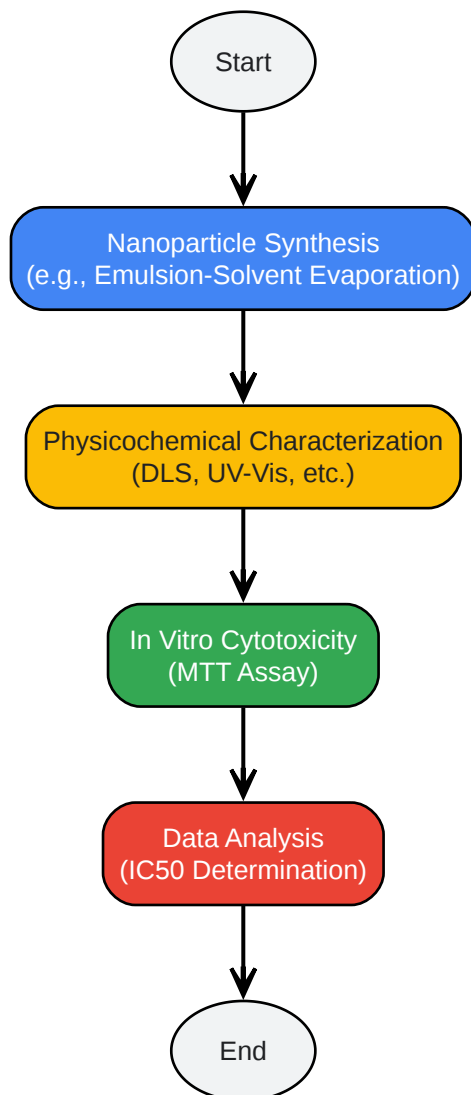 Start
Nanoparticle Synthesis
(e.g., Emulsion-Solvent Evaporation)
Physicochemical Characterization
(DLS, UV-Vis, etc.)
In Vitro Cytotoxicity
(MTT Assay)
Data Analysis
(IC50 Determination)
End